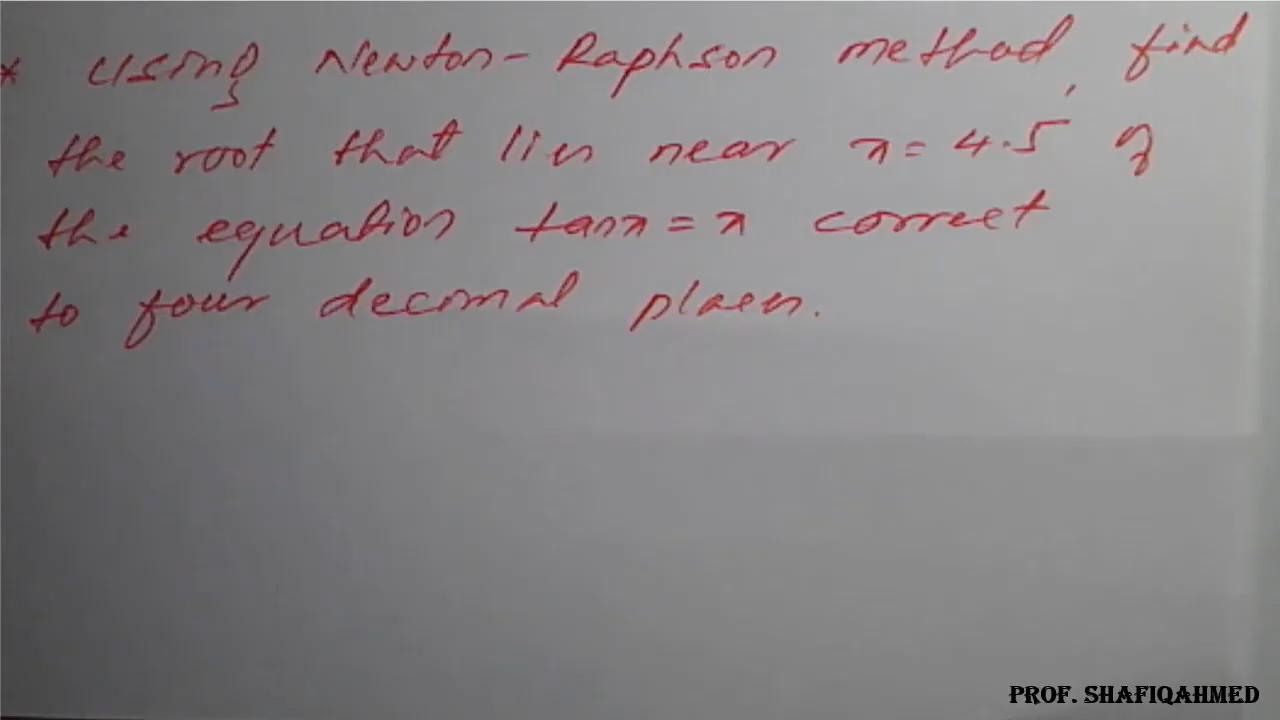 * Using Newton-Raphson method, find
the root that lies near x = 4.5 of
the equation tanx = x correct
to four decimal places.
PROF. SHAFIQAHMED